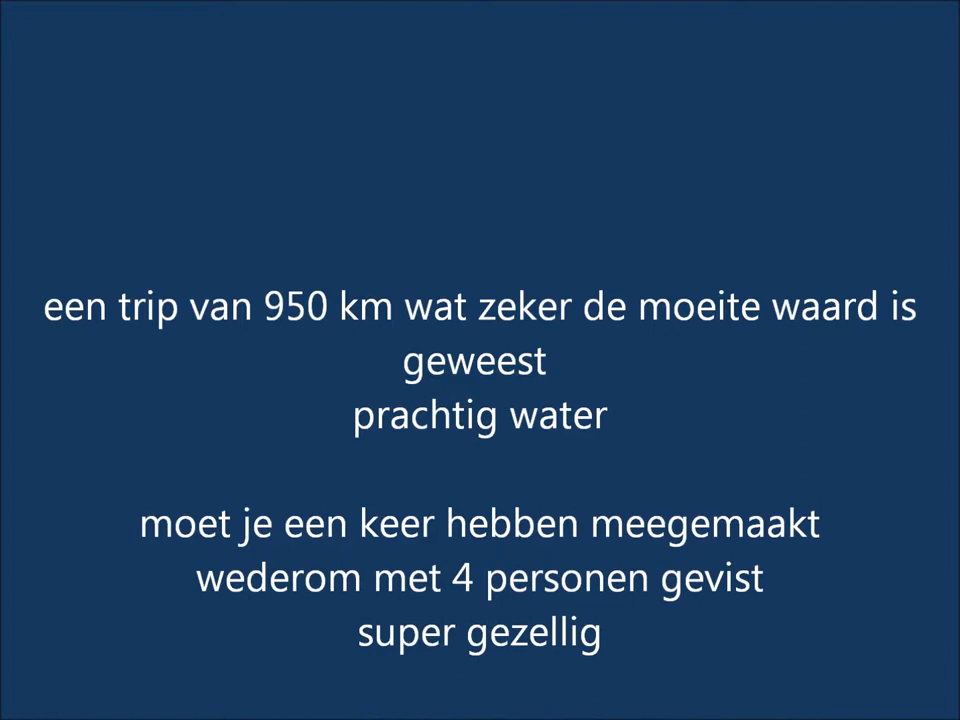 een trip van 950 km wat zeker de moeite waard is
geweest
prachtig water
moet je een keer hebben meegemaakt
wederom met 4 personen gevist
super gezellig